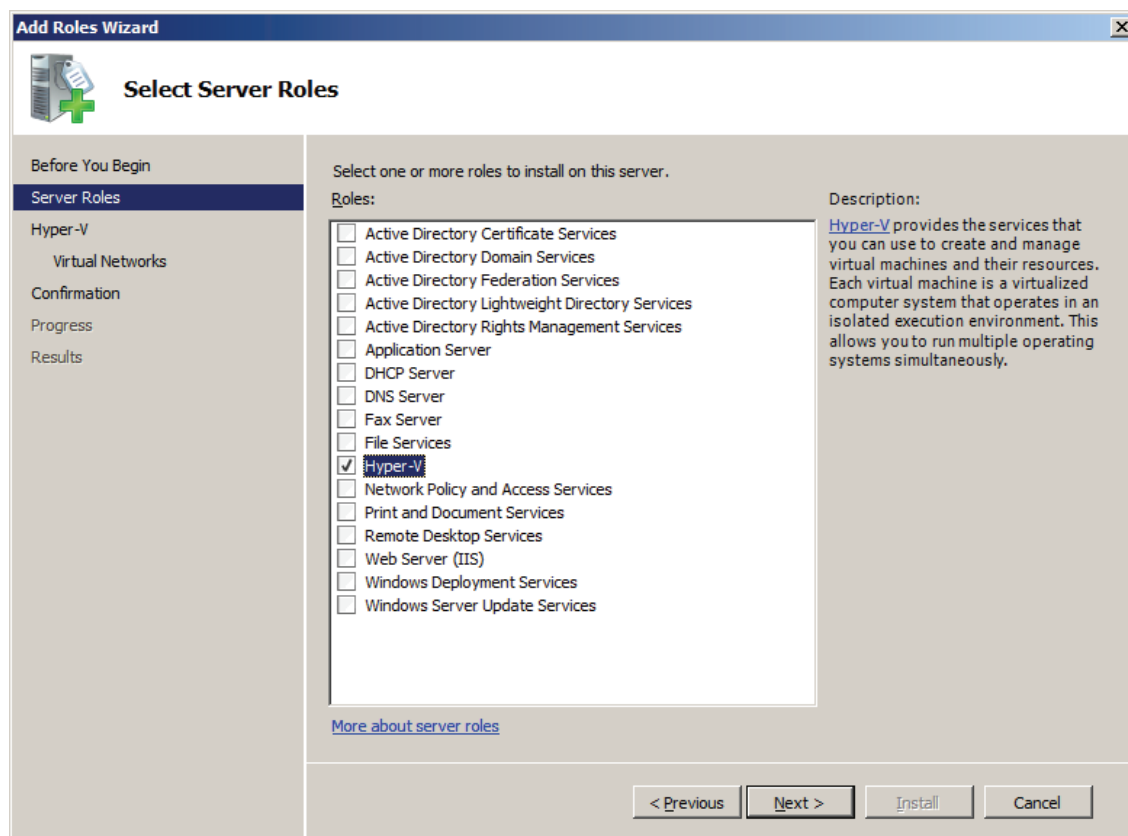 Add Roles Wizard
Select Server Roles
Before You Begin
Server Roles
Hyper-V
Virtual Networks
Confirmation
Progress
Results
Select one or more roles to install on this server.
Roles:
Active Directory Certificate Services
Active Directory Domain Services
Active Directory Federation Services
Active Directory Lightweight Directory Services
Active Directory Rights Management Services
Application Server
DHCP Server
DNS Server
Fax Server
File Services
Hyper-V
Network Policy and Access Services
Print and Document Services
Remote Desktop Services
Web Server (IIS)
Windows Deployment Services
Windows Server Update Services
More about server roles
Description:
Hyper-V provides the services that
you can use to create and manage
virtual machines and their resources.
Each virtual machine is a virtualized
computer system that operates in an
isolated execution environment. This
allows you to run multiple operating
systems simultaneously.
< Previous
Next >
Install
Cancel